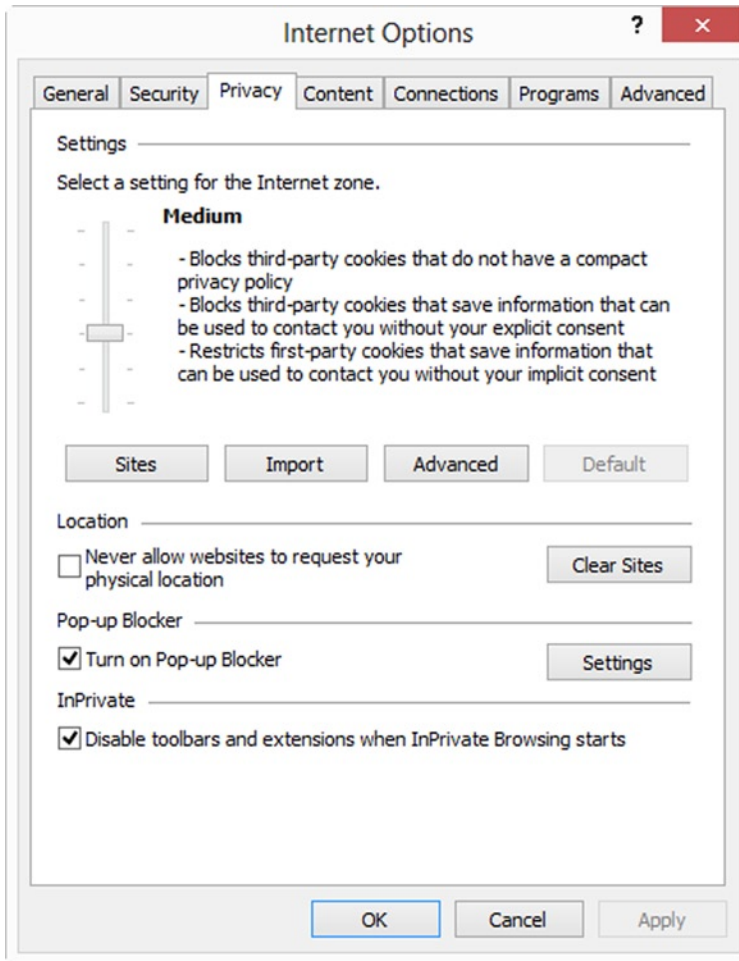 Internet Options
?
×
General Security Privacy Content Connections Programs Advanced
Settings
Select a setting for the Internet zone.
Medium
- Blocks third-party cookies that do not have a compact
privacy policy
- Blocks third-party cookies that save information that can
be used to contact you without your explicit consent
- Restricts first-party cookies that save information that
can be used to contact you without your implicit consent
Sites Import Advanced Default
Location
Never allow websites to request your
physical location
Clear Sites
Pop-up Blocker
Turn on Pop-up Blocker
Settings
InPrivate
Disable toolbars and extensions when InPrivate Browsing starts
OK Cancel Apply